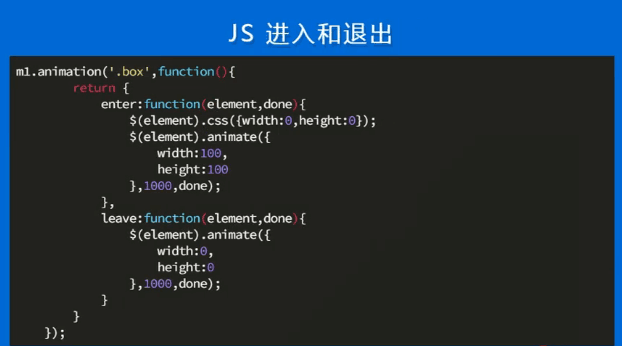 JS 进入和退出
m1.animation('.box',function(){
return {
enter:function(element,done){
$(element).css({width:0,height:0});
$(element).animate({
width:100,
height:100
},1000,done);
},
leave:function(element,done){
$(element).animate({
width:0,
height:0
},1000,done);
}
}
});